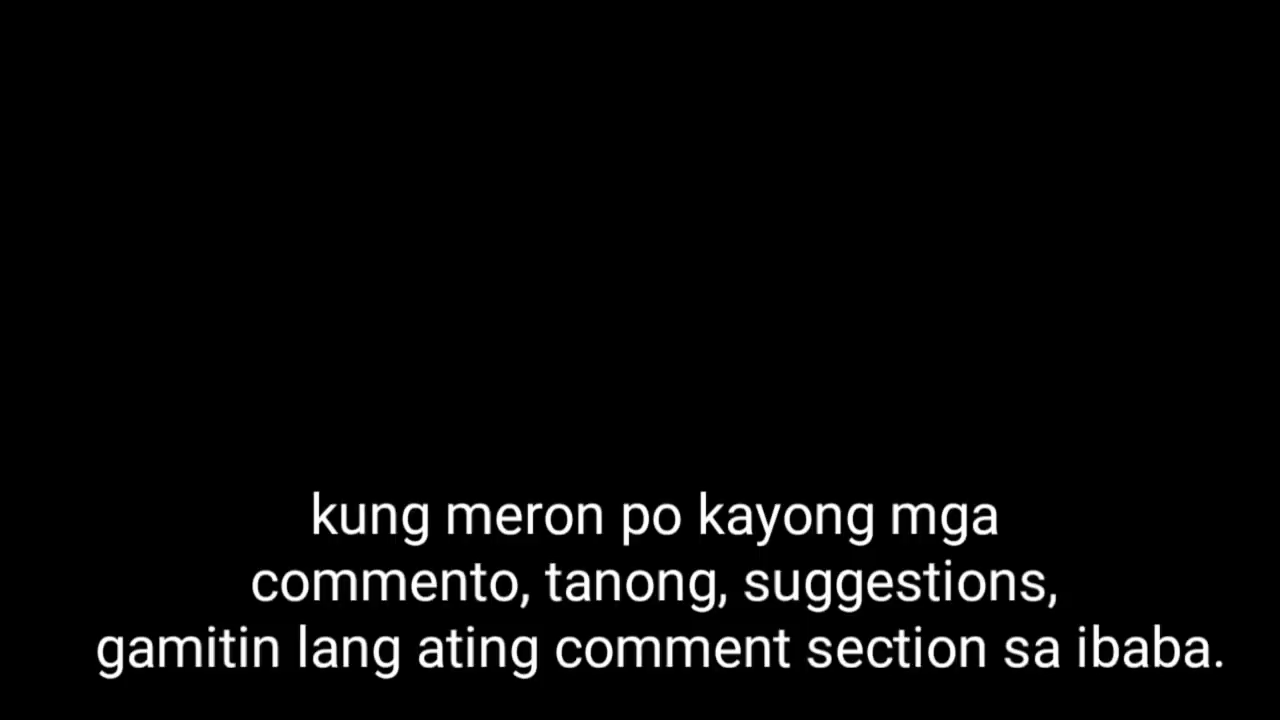 kung meron po kayong mga
commento, tanong, suggestions,
gamitin lang ating comment section sa ibaba.